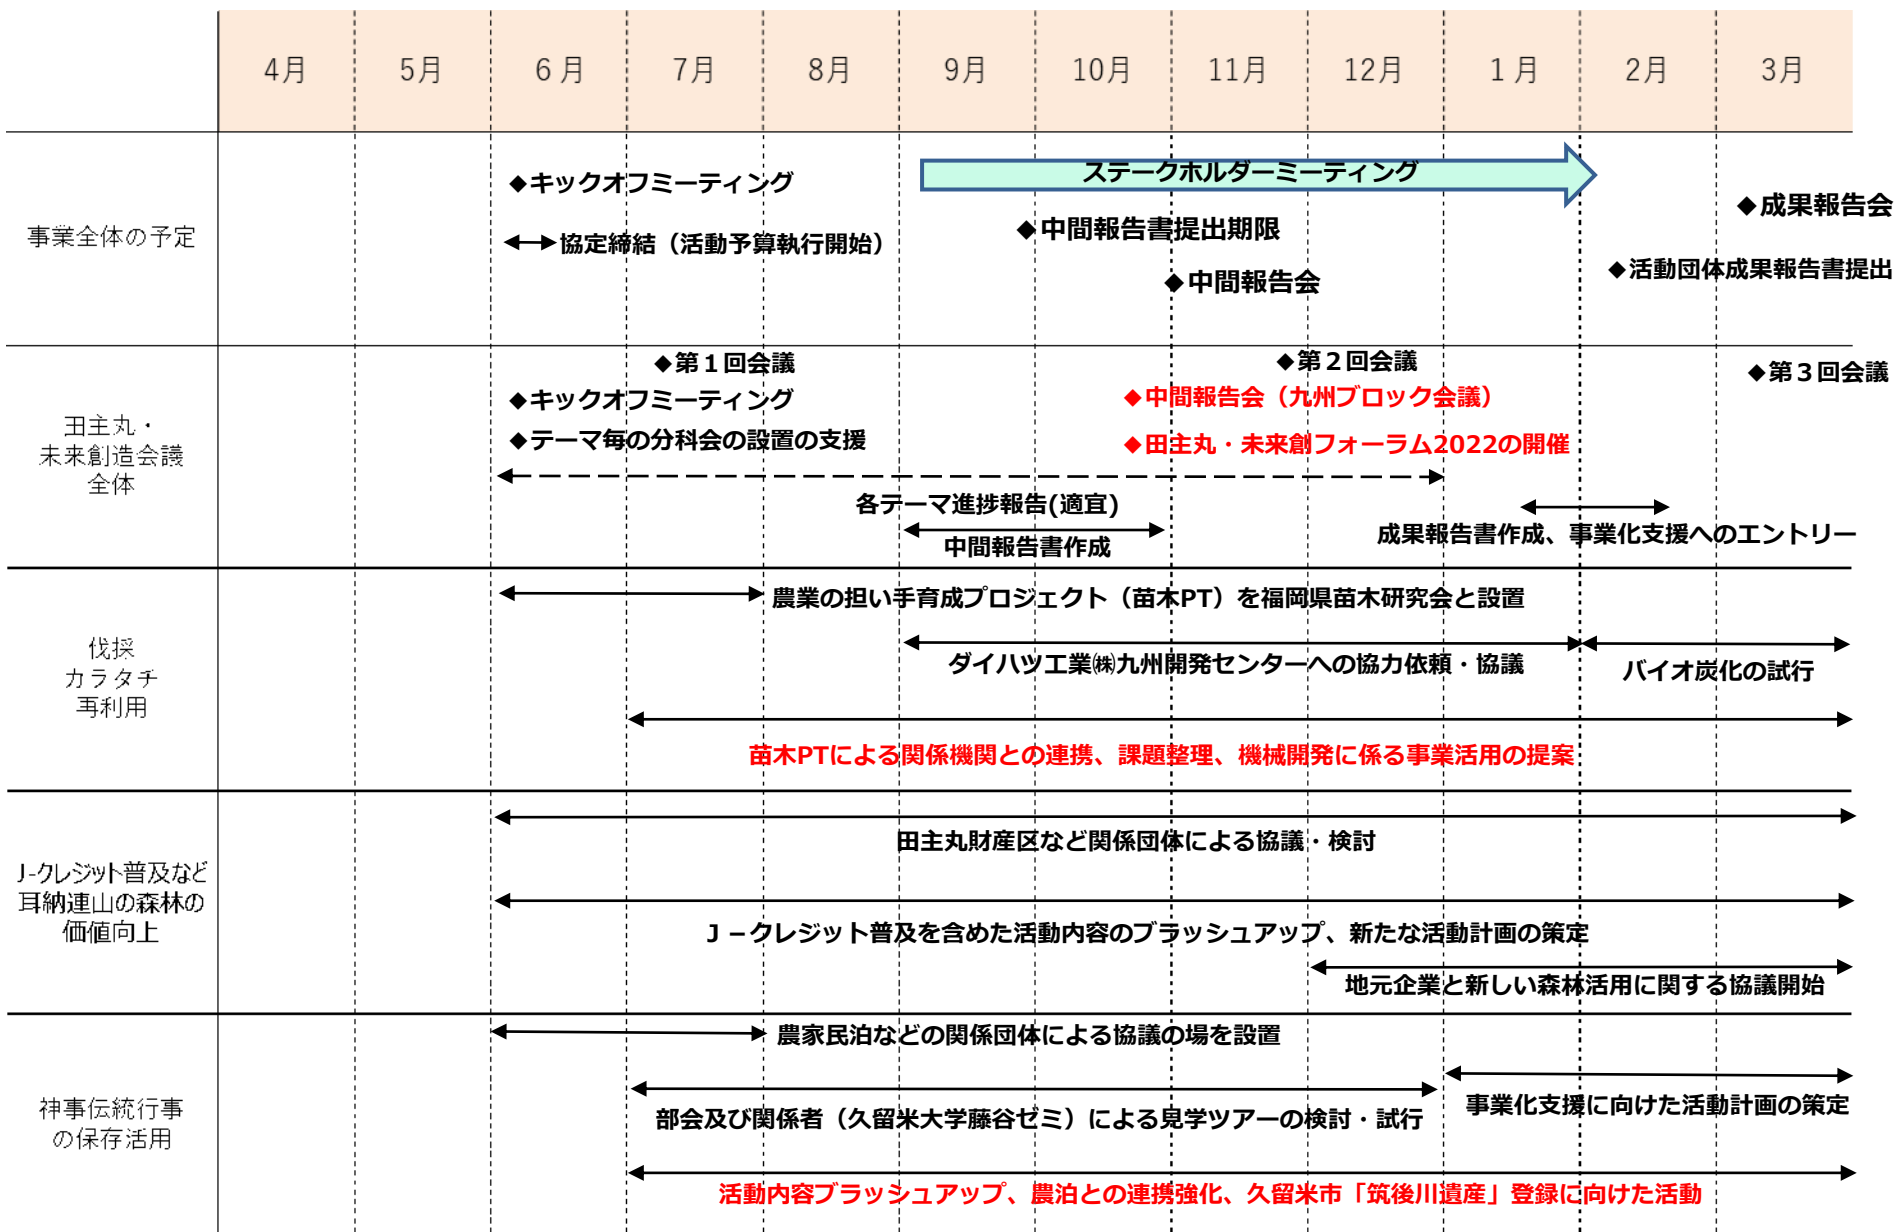 4月 5月 6月 7月 8月 9月 10月 11月 12月 1月 2月 3月
事業全体の予定
◆キックオフミーティング
ステークホルダーミーティング
◆成果報告会
◆中間報告書提出期限
協定締結（活動予算執行開始）
◆活動団体成果報告書提出
◆中間報告会
田主丸・
未来創造会議
全体
◆第１回会議
◆第２回会議
◆第３回会議
◆キックオフミーティング
◆中間報告会（九州ブロック会議）
◆テーマ毎の分科会の設置の支援
◆田主丸・未来創フォーラム2022の開催
各テーマ進捗報告(適宜)
中間報告書作成
成果報告書作成、事業化支援へのエントリー
伐採
カラタチ
再利用
農業の担い手育成プロジェクト（苗木PT）を福岡県苗木研究会と設置
ダイハツ工業㈱九州開発センターへの協力依頼・協議
バイオ炭化の試行
苗木PTによる関係機関との連携、課題整理、機械開発に係る事業活用の提案
J-クレジット普及など
耳納連山の森林の
価値向上
田主丸財産区など関係団体による協議・検討
Ｊ－クレジット普及を含めた活動内容のブラッシュアップ、新たな活動計画の策定
地元企業と新しい森林活用に関する協議開始
神事伝統行事
の保存活用
農家民泊などの関係団体による協議の場を設置
部会及び関係者（久留米大学藤谷ゼミ）による見学ツアーの検討・試行
事業化支援に向けた活動計画の策定
活動内容ブラッシュアップ、農泊との連携強化、久留米市「筑後川遺産」登録に向けた活動